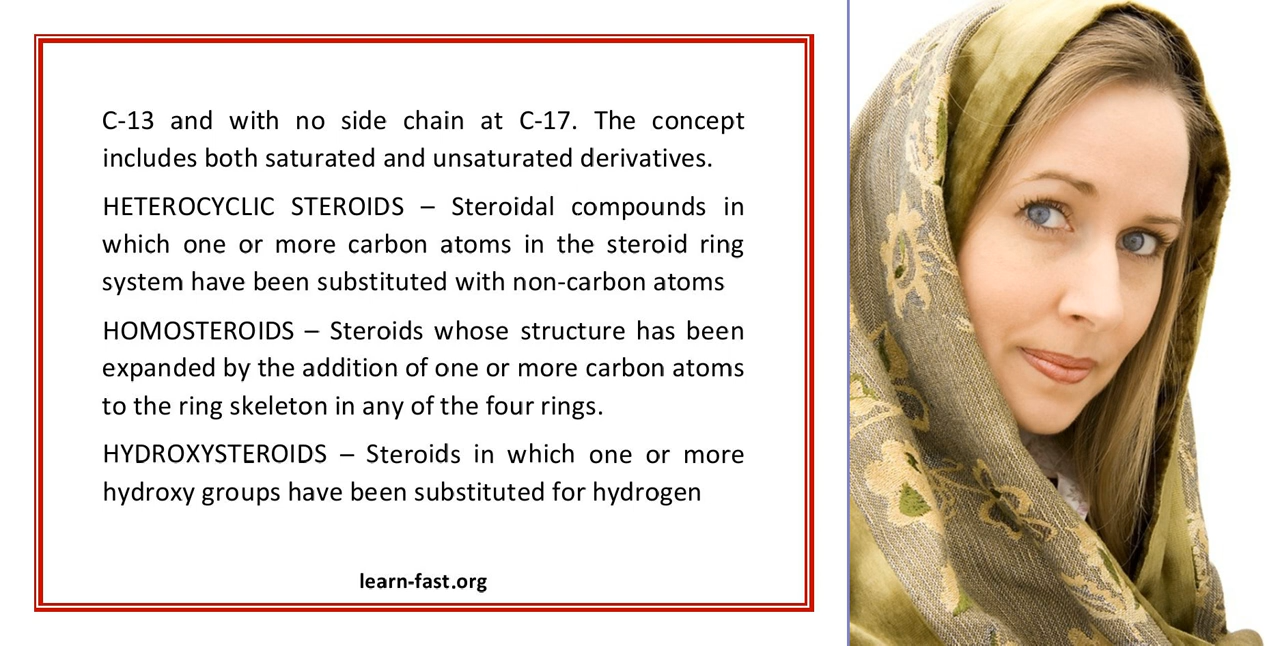 C-13 and with no side chain at C-17. The concept
includes both saturated and unsaturated derivatives.
HETEROCYCLIC STEROIDS – Steroidal compounds in
which one or more carbon atoms in the steroid ring
system have been substituted with non-carbon atoms
HOMOSTEROIDS – Steroids whose structure has been
expanded by the addition of one or more carbon atoms
to the ring skeleton in any of the four rings.
HYDROXYSTEROIDS – Steroids in which one or more
hydroxy groups have been substituted for hydrogen
learn-fast.org